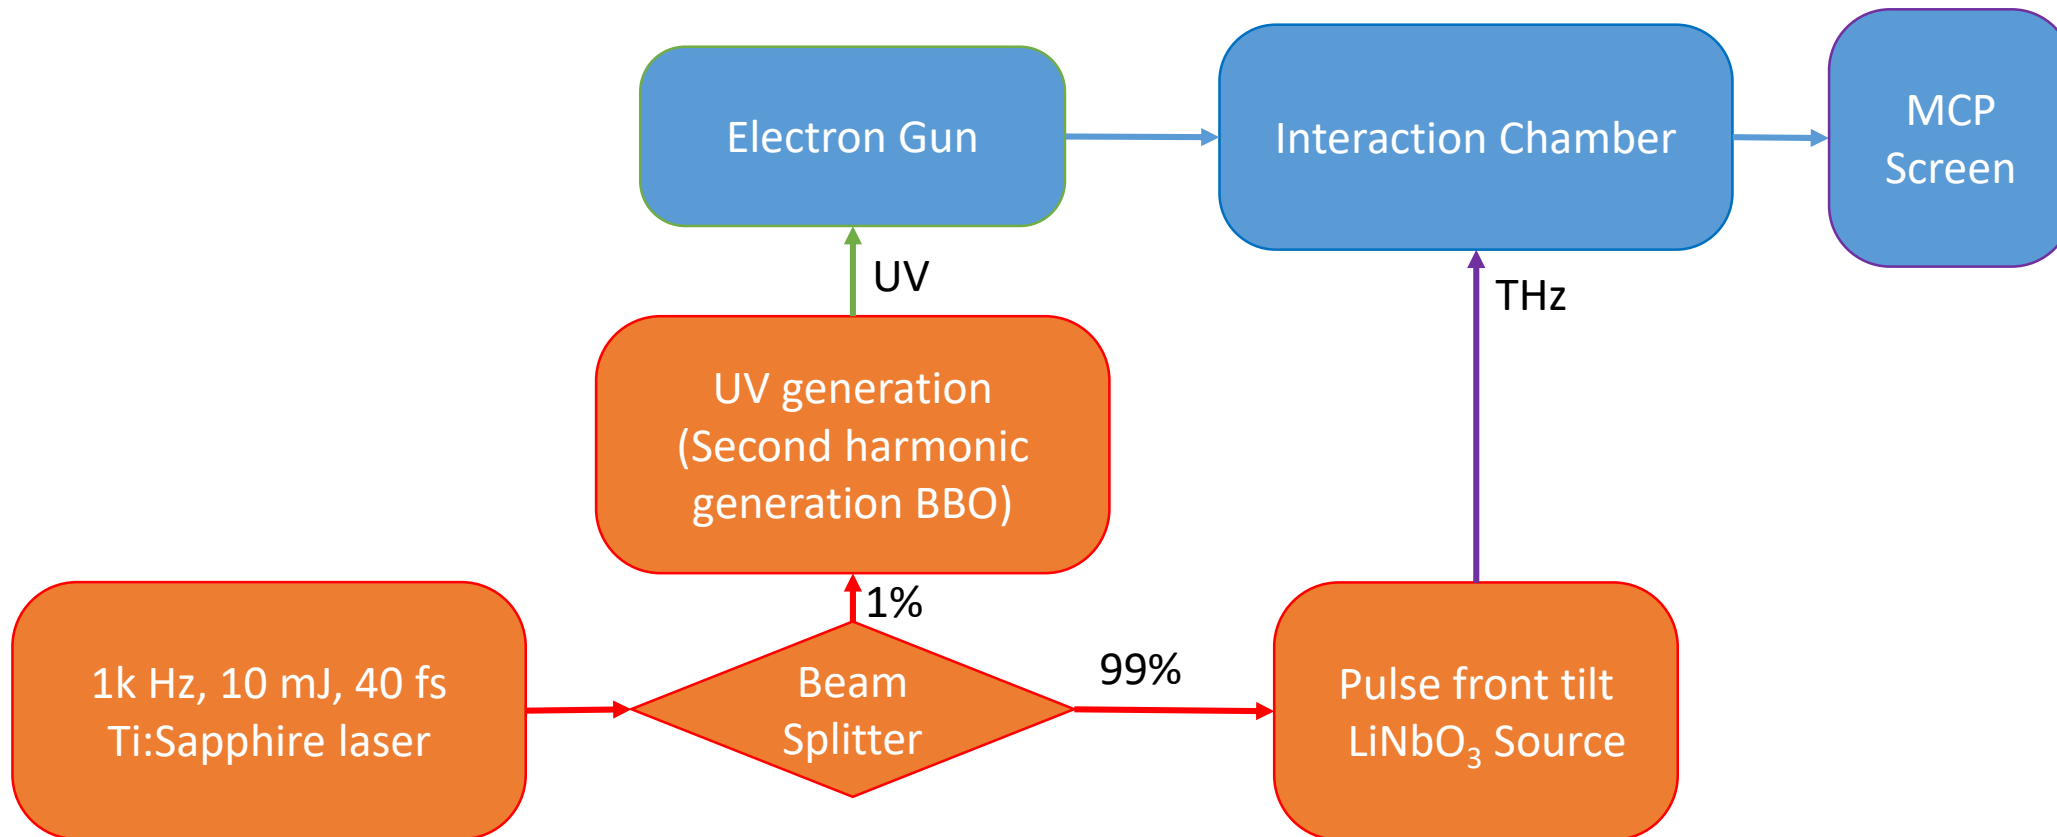 Electron Gun
Interaction Chamber
MCP
Screen
UV
THz
UV generation
(Second harmonic
generation BBO)
1%
99%
1k Hz, 10 mJ, 40 fs
Ti:Sapphire laser
Beam
Splitter
Pulse front tilt
LiNbO₃ Source